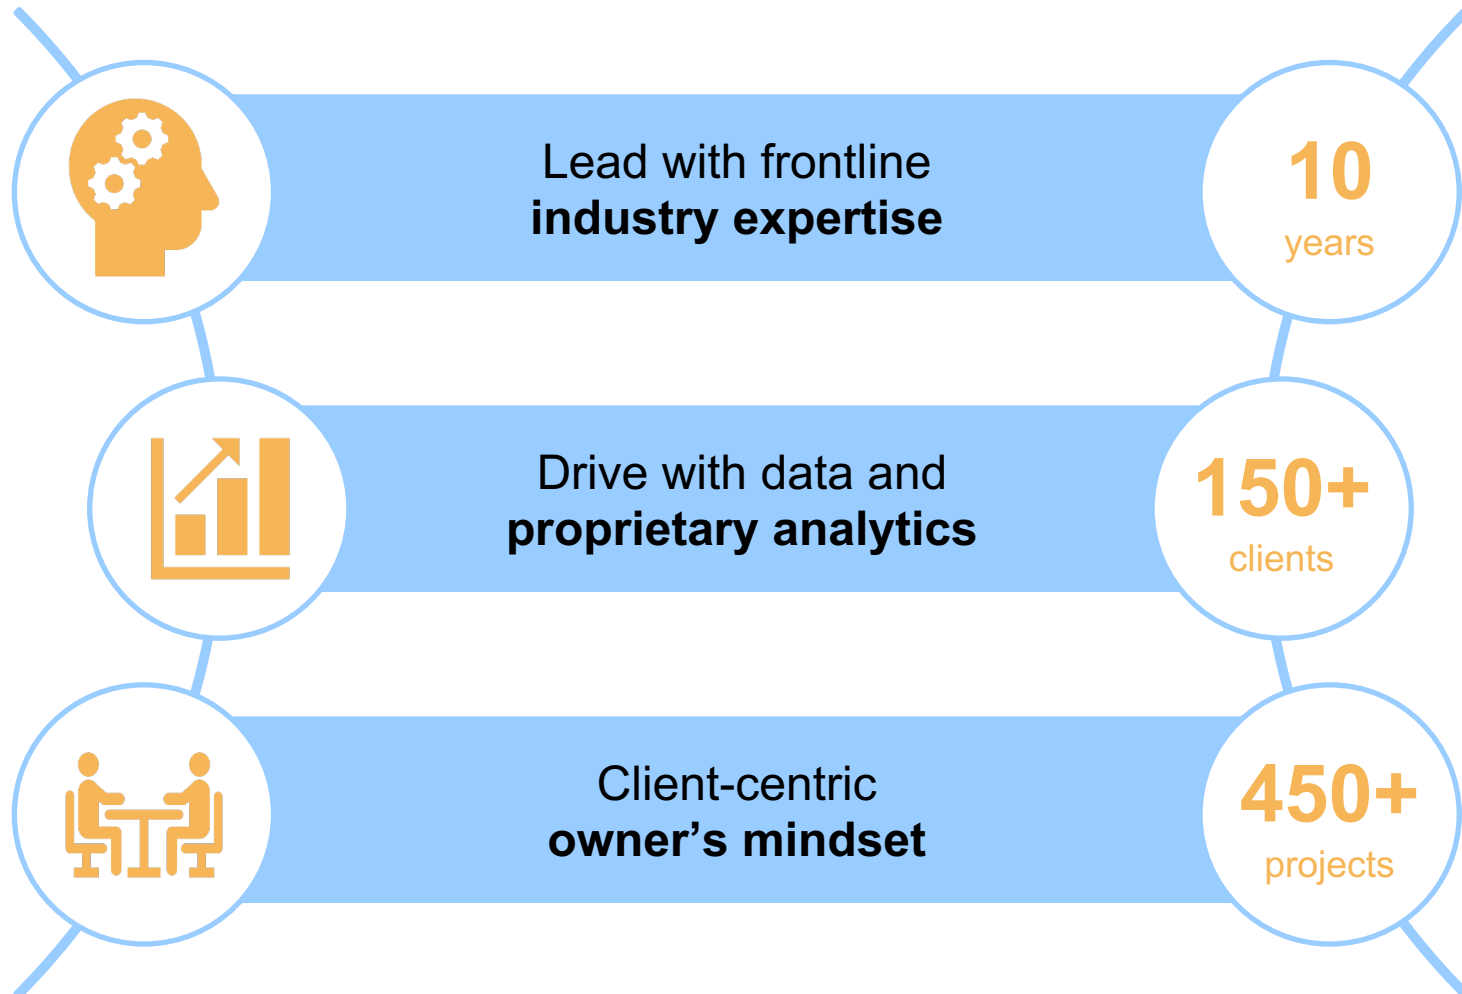 Lead with frontline
industry expertise
10
years
Drive with data and
proprietary analytics
150+
clients
Client-centric
owner’s mindset
450+
projects